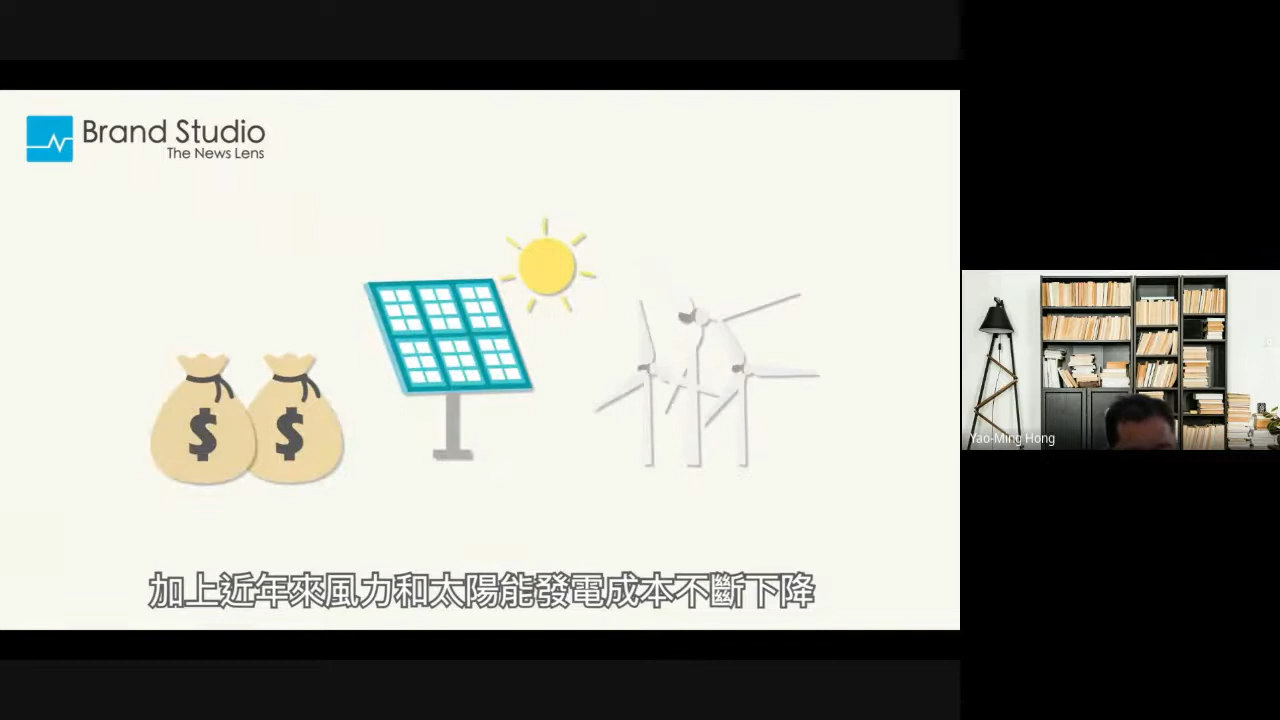 Brand Studio
The News Lens
$ $
加上近年來風力和太陽能發電成本不斷下降
Yao-Ming Hong